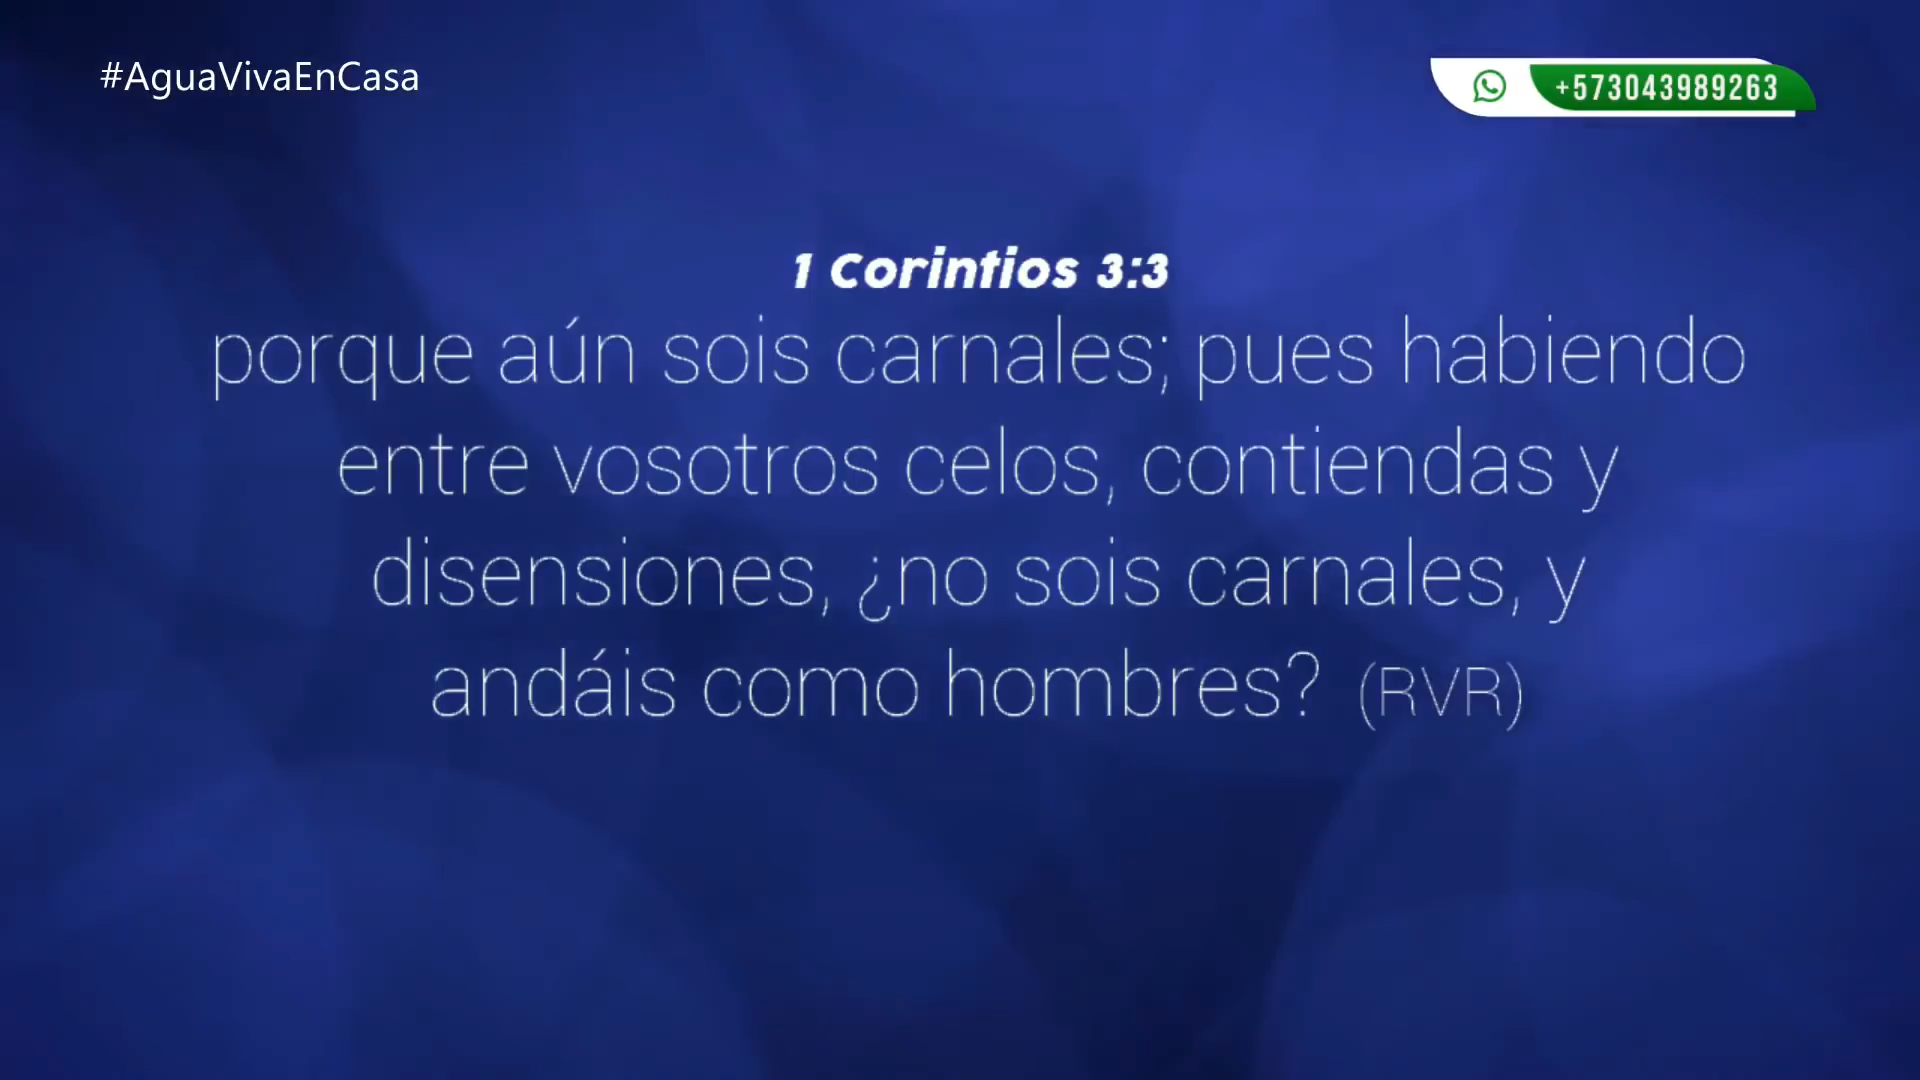 #AguaVivaEnCasa
+573043989263
1 Corintios 3:3
porque aún sois carnales; pues habiendo
entre vosotros celos, contiendas y
disensiones, ¿no sois carnales, y
andáis como hombres? (RVR)